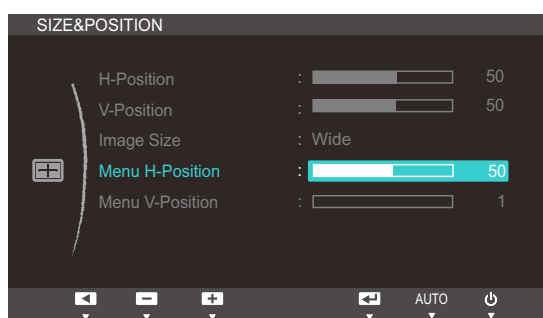 SIZE&POSITION
H-Position : 50
V-Position : 50
Image Size : Wide
Menu H-Position : 50
Menu V-Position : 1
AUTO